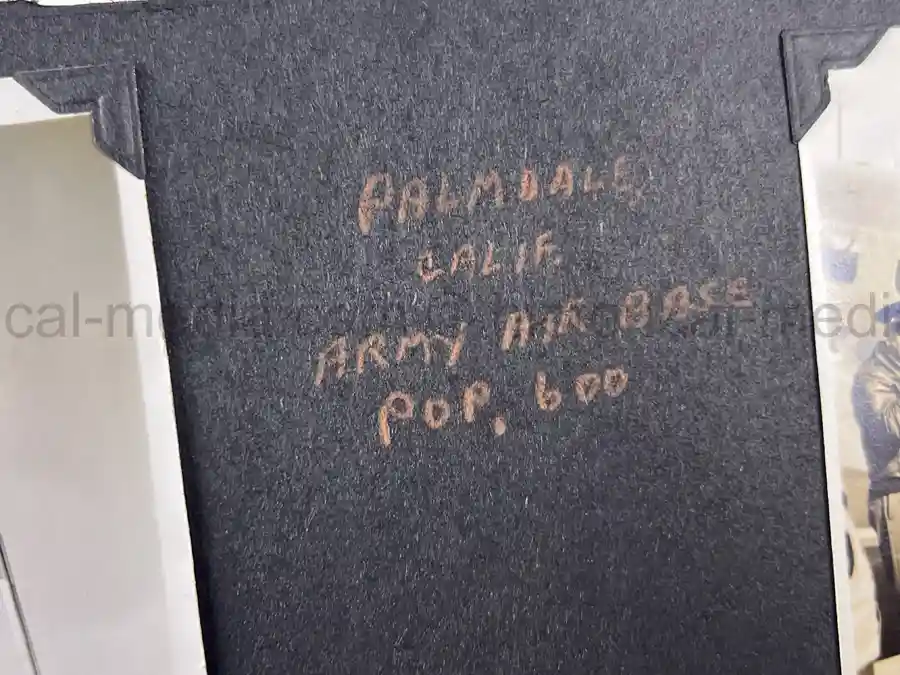 PALMDALE,
CALIF.
ARMY AIR BASE
POP. 600